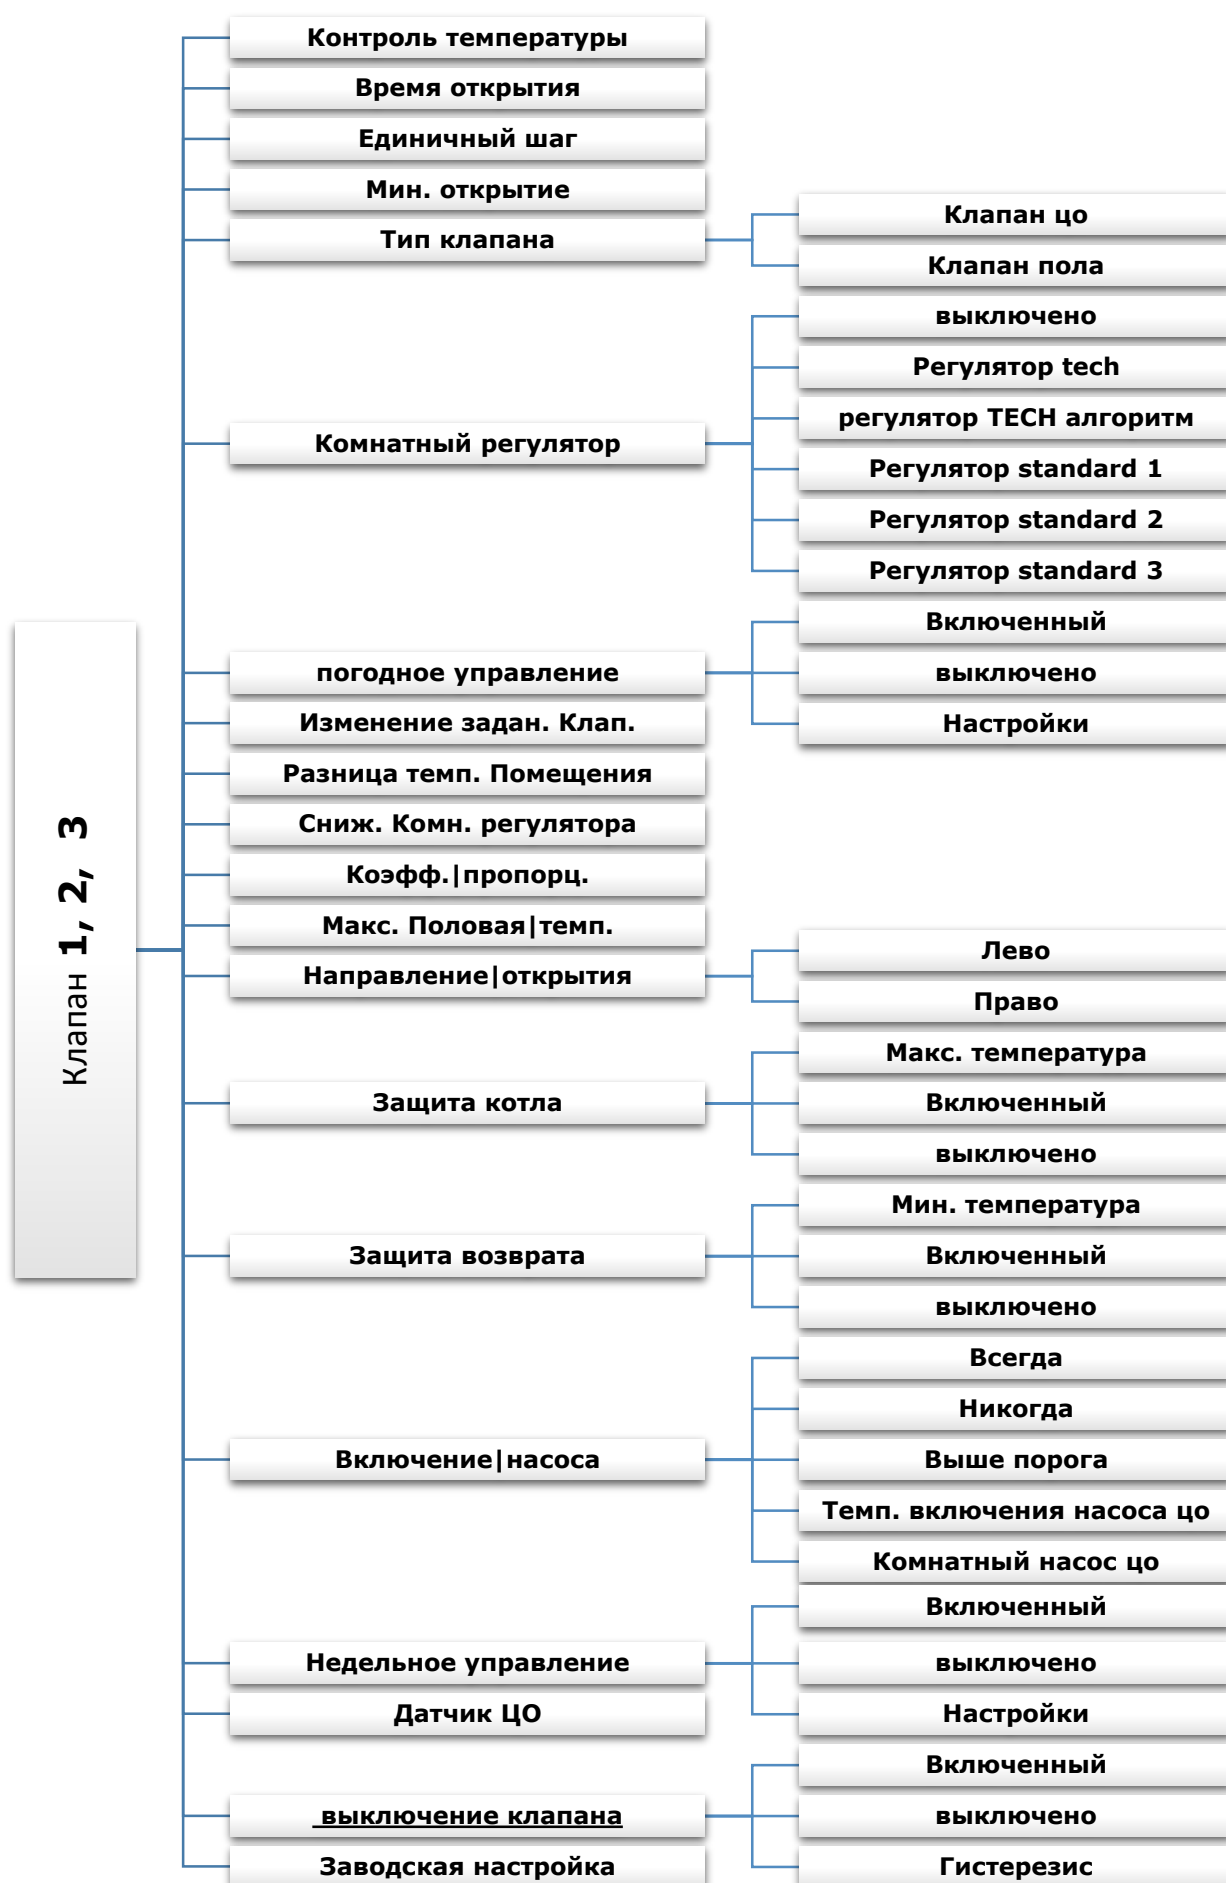 Клапан 1, 2, 3
Контроль температуры
Время открытия
Единичный шаг
Мин. открытие
Тип клапана
Клапан цо
Клапан пола
Комнатный регулятор
выключено
Регулятор tech
регулятор TECH алгоритм
Регулятор standard 1
Регулятор standard 2
Регулятор standard 3
погодное управление
Включенный
выключено
Настройки
Изменение задан. Клап.
Разница темп. Помещения
Сниж. Комн. регулятора
Коэфф.|пропорц.
Макс. Половая|темп.
Направление|открытия
Лево
Право
Защита котла
Макс. температура
Включенный
выключено
Защита возврата
Мин. температура
Включенный
выключено
Включение|насоса
Всегда
Никогда
Выше порога
Темп. включения насоса цо
Комнатный насос цо
Недельное управление
Включенный
выключено
Настройки
Датчик ЦО
выключение клапана
Включенный
выключено
Гистерезис
Заводская настройка